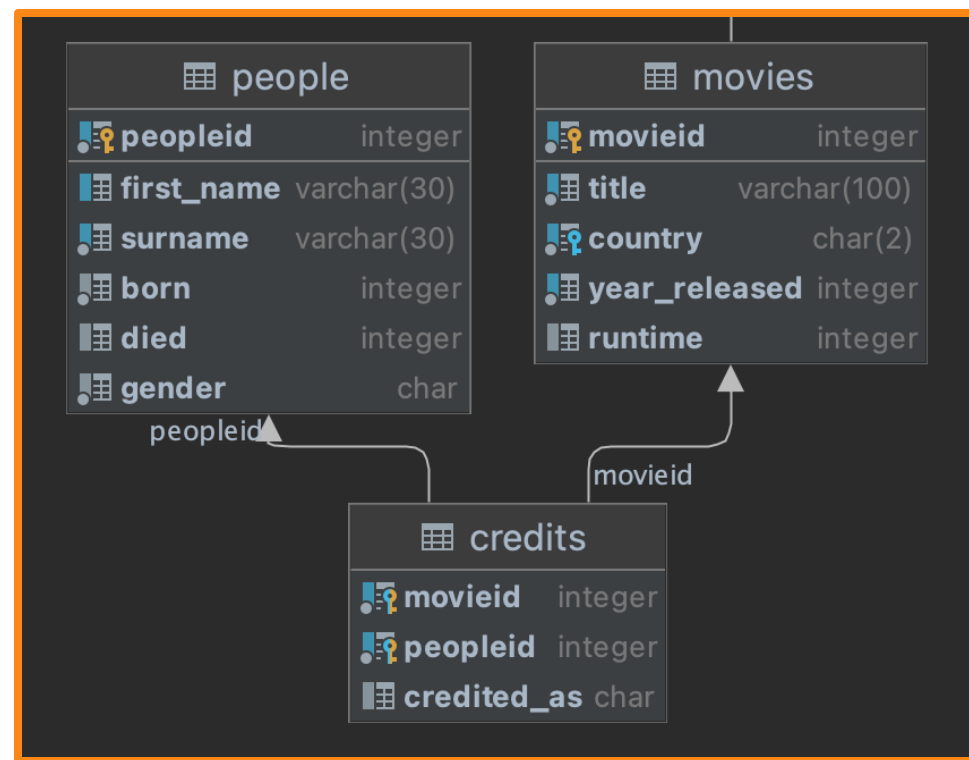 people
peopleid integer
first_name varchar(30)
surname varchar(30)
born integer
died integer
gender char
movies
movieid integer
title varchar(100)
country char(2)
year_released integer
runtime integer
peopleid
movieid
credits
movieid integer
peopleid integer
credited_as char